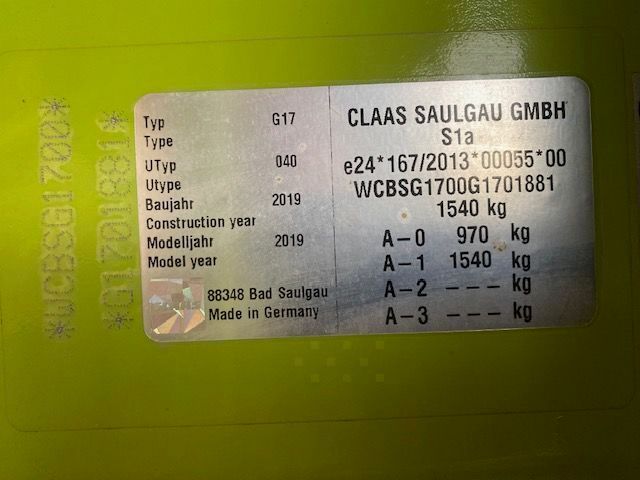 *WCBSG1700*
*G1701881*
Typ G17
Type
UTyp 040
Utype
Baujahr 2019
Construction year
Modelljahr 2019
Model year
88348 Bad Saulgau
Made in Germany
CLAAS SAULGAU GMBH
S1a
e24*167/2013*00055*00
WCBSG1700G1701881
1540 kg
A-0 970 kg
A-1 1540 kg
A-2 --- kg
A-3 --- kg